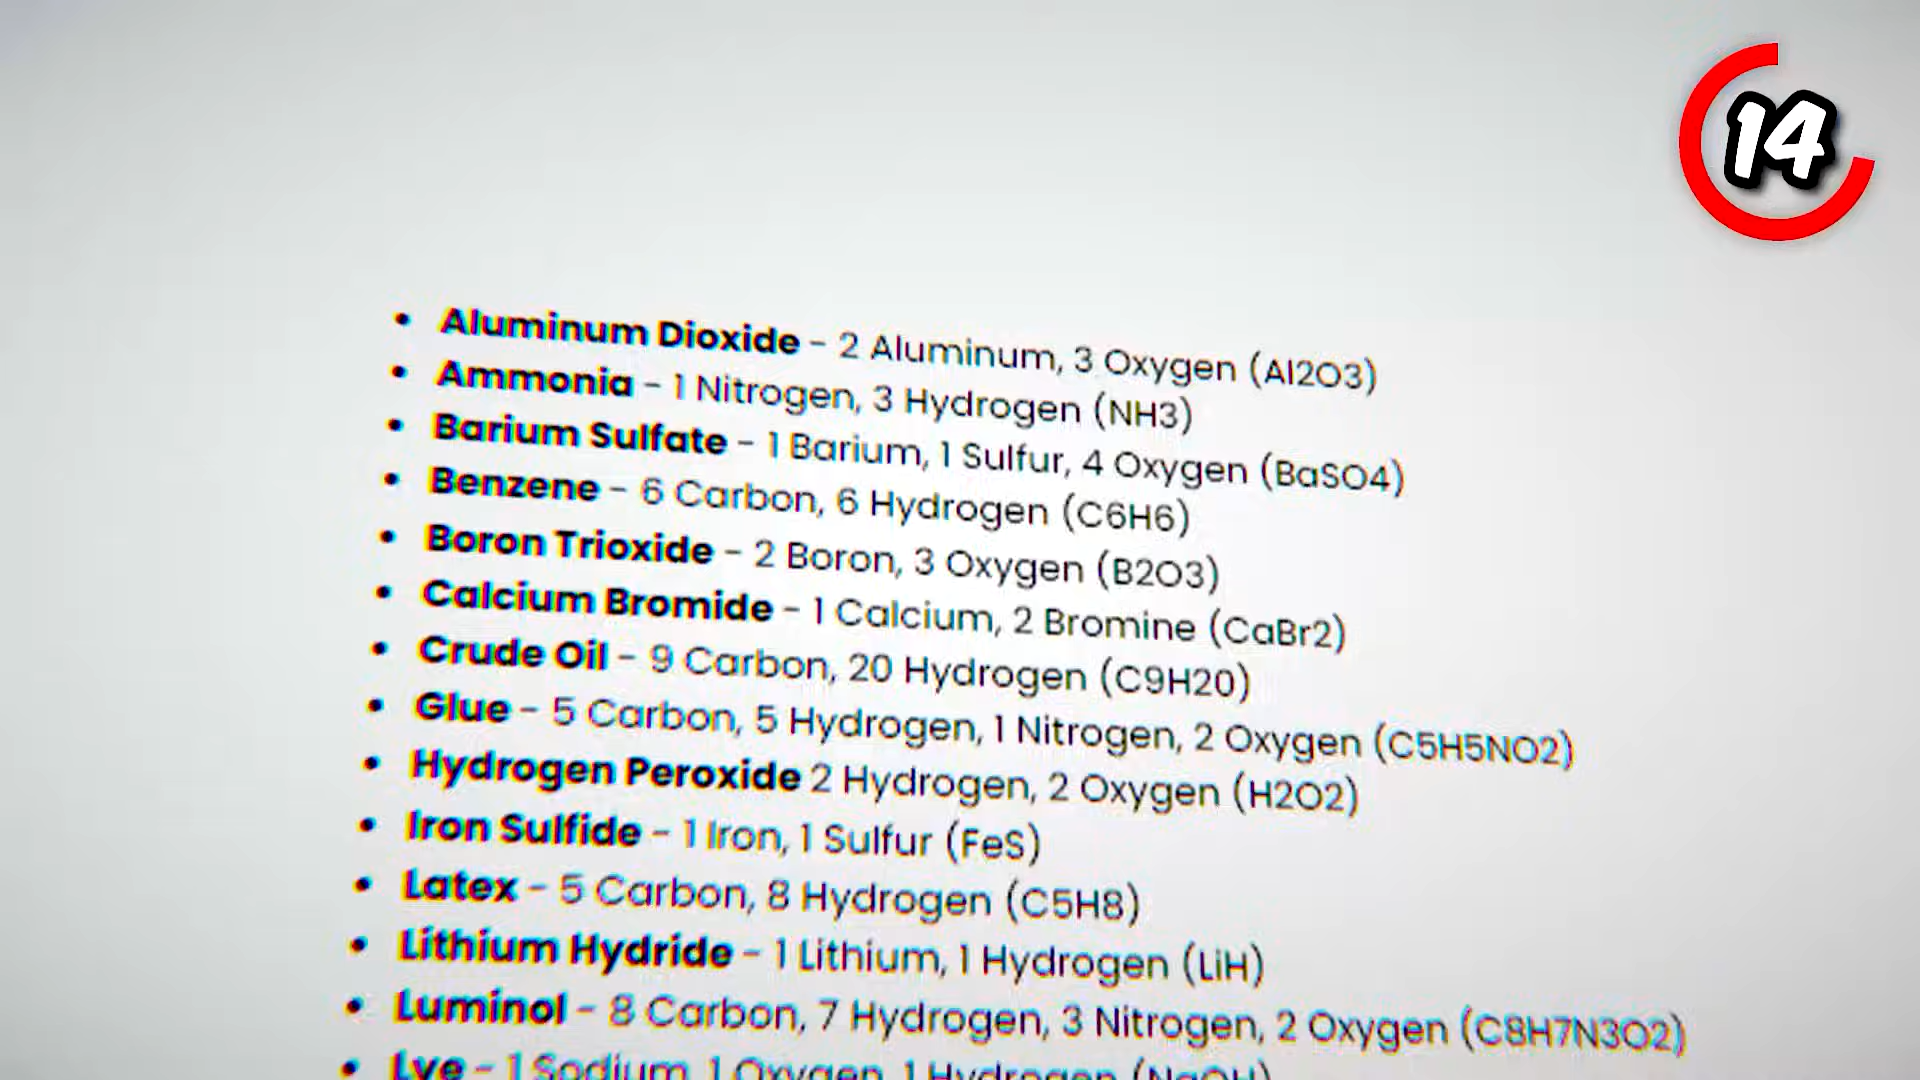 14
• Aluminum Dioxide - 2 Aluminum, 3 Oxygen (Al2O3)
• Ammonia - 1 Nitrogen, 3 Hydrogen (NH3)
• Barium Sulfate - 1 Barium, 1 Sulfur, 4 Oxygen (BaSO4)
• Benzene - 6 Carbon, 6 Hydrogen (C6H6)
• Boron Trioxide - 2 Boron, 3 Oxygen (B2O3)
• Calcium Bromide - 1 Calcium, 2 Bromine (CaBr2)
• Crude Oil - 9 Carbon, 20 Hydrogen (C9H20)
• Glue - 5 Carbon, 5 Hydrogen, 1 Nitrogen, 2 Oxygen (C5H5NO2)
• Hydrogen Peroxide 2 Hydrogen, 2 Oxygen (H2O2)
• Iron Sulfide - 1 Iron, 1 Sulfur (FeS)
• Latex - 5 Carbon, 8 Hydrogen (C5H8)
• Lithium Hydride - 1 Lithium, 1 Hydrogen (LiH)
• Luminol - 8 Carbon, 7 Hydrogen, 3 Nitrogen, 2 Oxygen (C8H7N3O2)
• Lye - 1 Sodium, 1 Oxygen, 1 Hydrogen (NaOH)